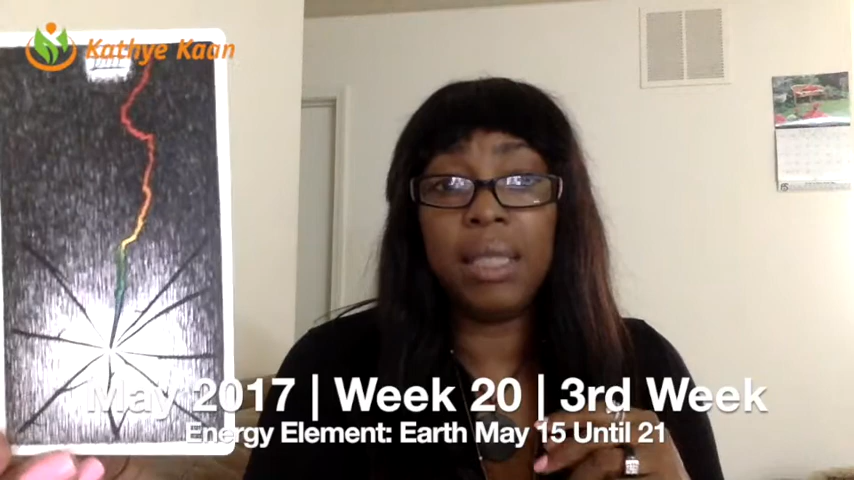 Kathye Kaan
May 2017 | Week 20 | 3rd Week
Energy Element: Earth May 15 Until 21